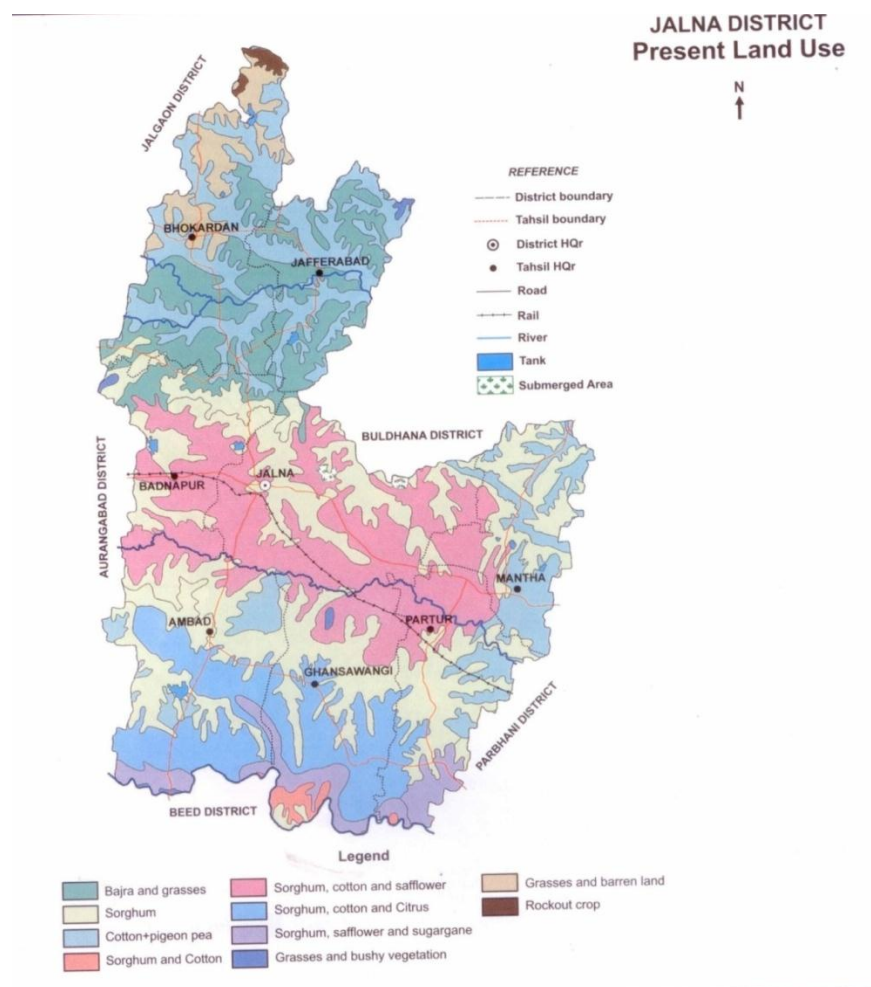 JALNA DISTRICT
Present Land Use
N
JALGAON DISTRICT
REFERENCE
District boundary
Tahsil boundary
District HQr
Tahsil HQr
Road
Rail
River
Tank
Submerged Area
BHOKARDAN
JAFFERABAD
BULDHANA DISTRICT
AURANGABAD DISTRICT
JALNA
BADNAPUR
MANTHA
AMBAD
PARTUR
GHANSAWANGI
PARBHANI DISTRICT
BEED DISTRICT
Legend
Bajra and grasses
Sorghum
Cotton+pigeon pea
Sorghum and Cotton
Sorghum, cotton and safflower
Sorghum, cotton and Citrus
Sorghum, safflower and sugargane
Grasses and bushy vegetation
Grasses and barren land
Rockout crop